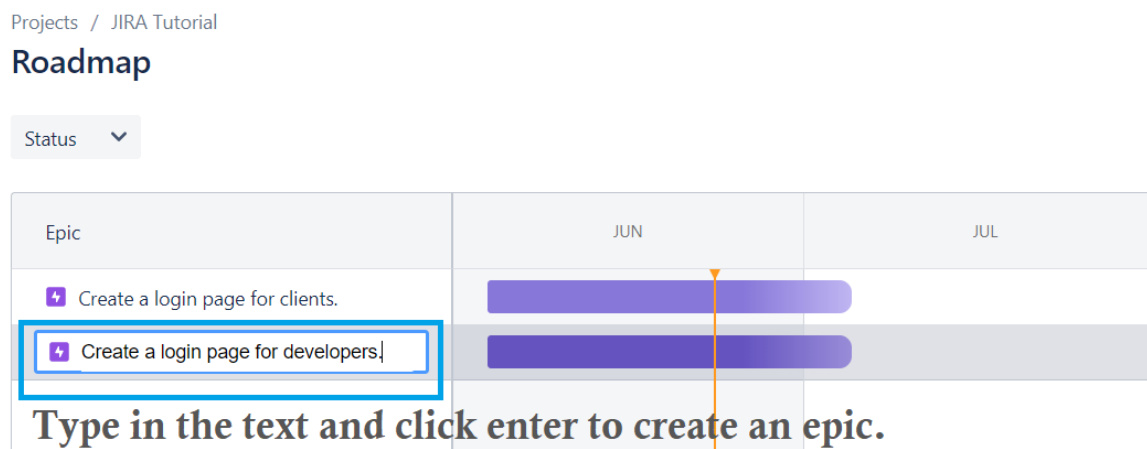 Projects / JIRA Tutorial
Roadmap
Status
Epic JUN JUL
Create a login page for clients.
Create a login page for developers.
Type in the text and click enter to create an epic.